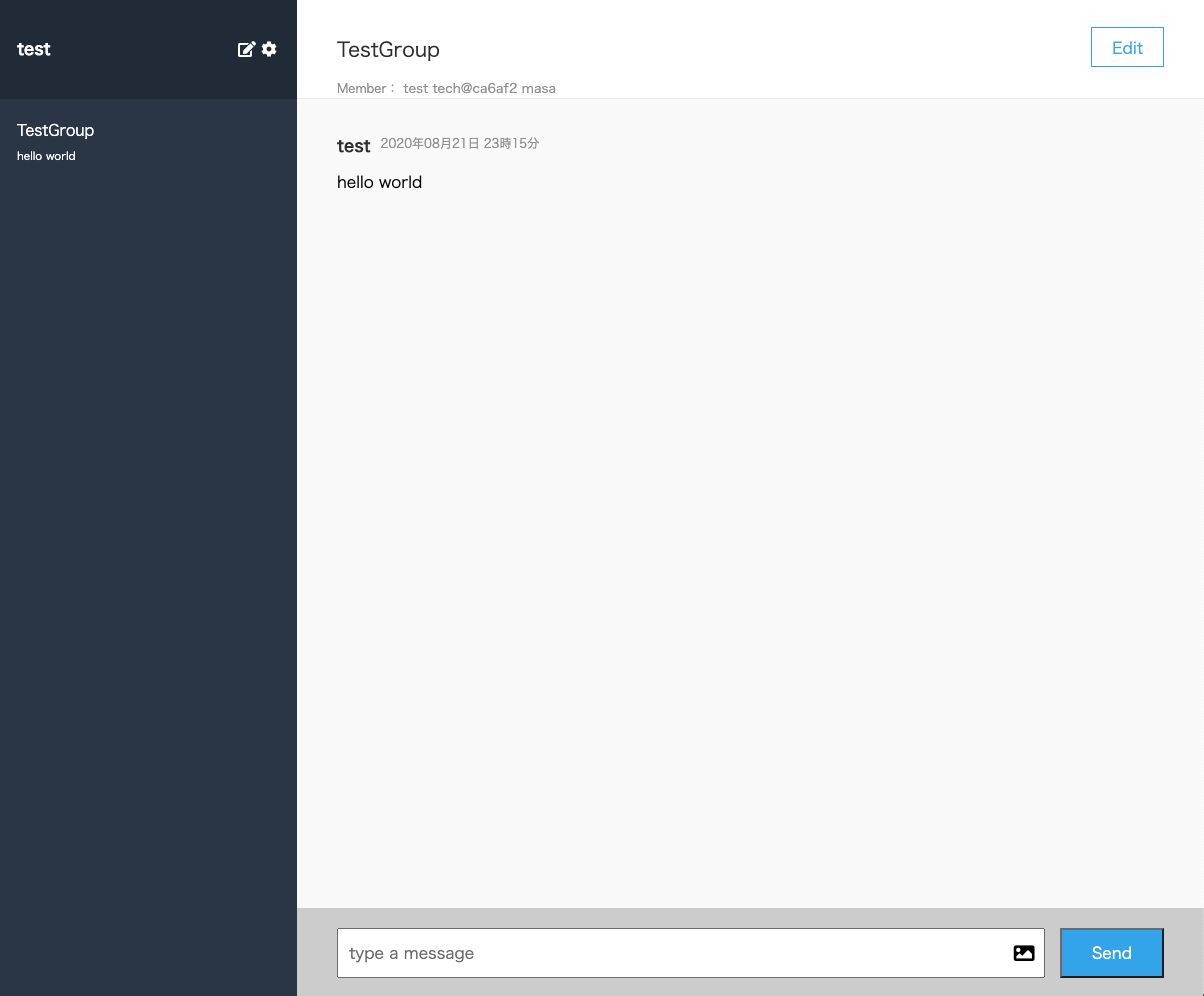 test
TestGroup
hello world
TestGroup
Edit
Member： test tech@ca6af2 masa
test 2020年08月21日 23時15分
hello world
type a message
Send